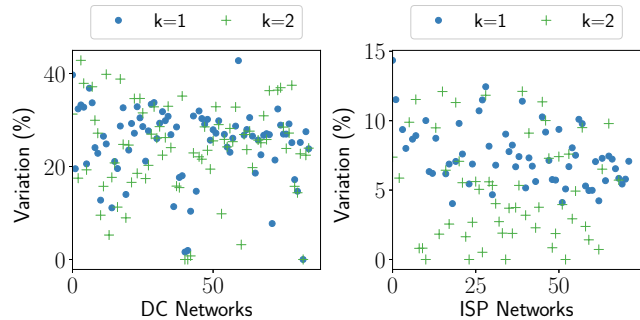 k=1 k=2
Variation (%)
40
20
0
0 50
DC Networks
k=1 k=2
Variation (%)
15
10
5
0
0 25 50
ISP Networks